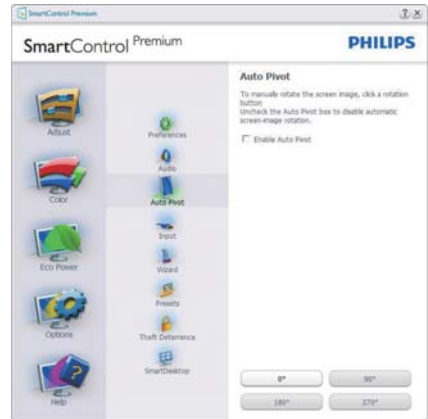 SmartControl Premium
SmartControl Premium
PHILIPS
Adjust
Color
Eco Power
Options
Help
Preferences
Audio
Auto Pivot
Input
Wizard
Presets
Theft Deterrence
SmartDesktop
Auto Pivot
To manually rotate the screen image, click a rotation
button
Uncheck the Auto Pivot box to disable automatic
screen-image rotation.
Enable Auto Pivot
0°
90°
180°
270°